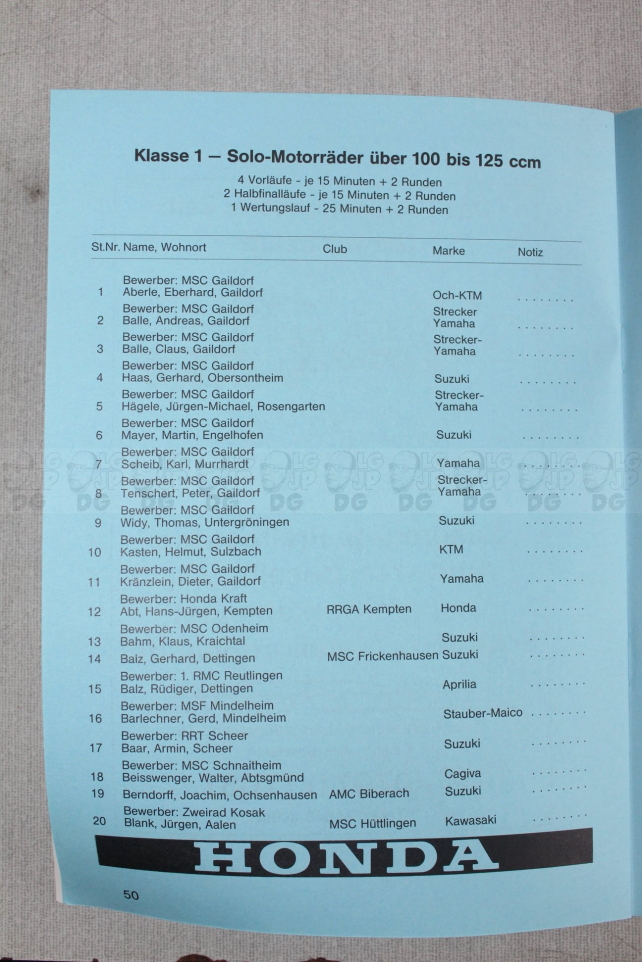 Klasse 1 — Solo-Motorräder über 100 bis 125 ccm
4 Vorläufe - je 15 Minuten + 2 Runden
2 Halbfinalläufe - je 15 Minuten + 2 Runden
1 Wertungslauf - 25 Minuten + 2 Runden
St.Nr. Name, Wohnort Club Marke Notiz
Bewerber: MSC Gaildorf
1 Aberle, Eberhard, Gaildorf Och-KTM ........
Bewerber: MSC Gaildorf Strecker
2 Balle, Andreas, Gaildorf Yamaha ........
Bewerber: MSC Gaildorf Strecker-
3 Balle, Claus, Gaildorf Yamaha ........
Bewerber: MSC Gaildorf
4 Haas, Gerhard, Obersontheim Suzuki ........
Bewerber: MSC Gaildorf Strecker-
5 Hägele, Jürgen-Michael, Rosengarten Yamaha ........
Bewerber: MSC Gaildorf
6 Mayer, Martin, Engelhofen Suzuki ........
Bewerber: MSC Gaildorf
7 Scheib, Karl, Murrhardt Yamaha ........
Bewerber: MSC Gaildorf Strecker-
8 Tenschert, Peter, Gaildorf Yamaha ........
Bewerber: MSC Gaildorf
9 Widy, Thomas, Untergröningen Suzuki ........
Bewerber: MSC Gaildorf
10 Kasten, Helmut, Sulzbach KTM ........
Bewerber: MSC Gaildorf
11 Kränzlein, Dieter, Gaildorf Yamaha ........
Bewerber: Honda Kraft
12 Abt, Hans-Jürgen, Kempten RRGA Kempten Honda ........
Bewerber: MSC Odenheim
13 Bahm, Klaus, Kraichtal Suzuki ........
14 Balz, Gerhard, Dettingen MSC Frickenhausen Suzuki ........
Bewerber: 1. RMC Reutlingen
15 Balz, Rüdiger, Dettingen Aprilia ........
Bewerber: MSF Mindelheim
16 Barlechner, Gerd, Mindelheim Stauber-Maico ........
Bewerber: RRT Scheer
17 Baar, Armin, Scheer Suzuki ........
Bewerber: MSC Schnaitheim
18 Beisswenger, Walter, Abtsgmünd Cagiva ........
19 Berndorff, Joachim, Ochsenhausen AMC Biberach Suzuki ........
Bewerber: Zweirad Kosak
20 Blank, Jürgen, Aalen MSC Hüttlingen Kawasaki ........
HONDA
50
DG DG DG DG DG DG DG